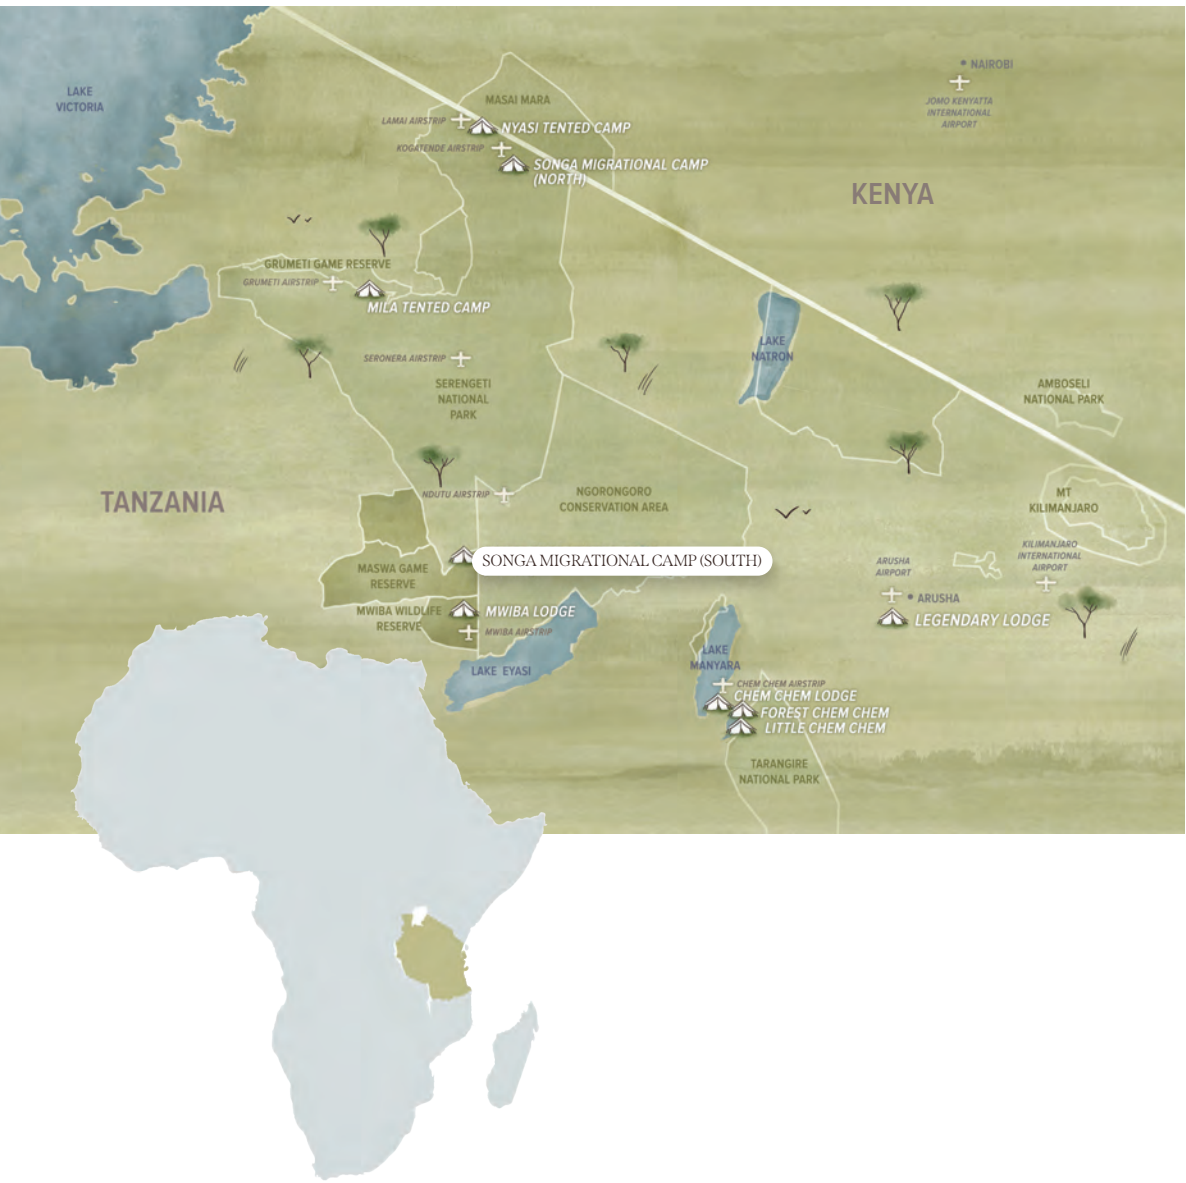 LAKE
VICTORIA
NAIROBI
JOMO KENYATTA
INTERNATIONAL
AIRPORT
MASAI MARA
LAMAI AIRSTRIP
NYASI TENTED CAMP
KOGATENDE AIRSTRIP
SONGA MIGRATIONAL CAMP
(NORTH)
KENYA
GRUMETI GAME RESERVE
GRUMETI AIRSTRIP
MILA TENTED CAMP
LAKE
NATRON
SERONERA AIRSTRIP
SERENGETI
NATIONAL
PARK
AMBOSELI
NATIONAL PARK
TANZANIA
NDUTU AIRSTRIP
NGORONGORO
CONSERVATION AREA
MT
KILIMANJARO
SONGA MIGRATIONAL CAMP (SOUTH)
MASWA GAME
RESERVE
KILIMANJARO
INTERNATIONAL
AIRPORT
ARUSHA
AIRPORT
ARUSHA
LEGENDARY LODGE
MWIBA WILDLIFE
RESERVE
MWIBA LODGE
MWIBA AIRSTRIP
LAKE EYASI
LAKE
MANYARA
CHEM CHEM AIRSTRIP
CHEM CHEM LODGE
FOREST CHEM CHEM
LITTLE CHEM CHEM
TARANGIRE
NATIONAL PARK